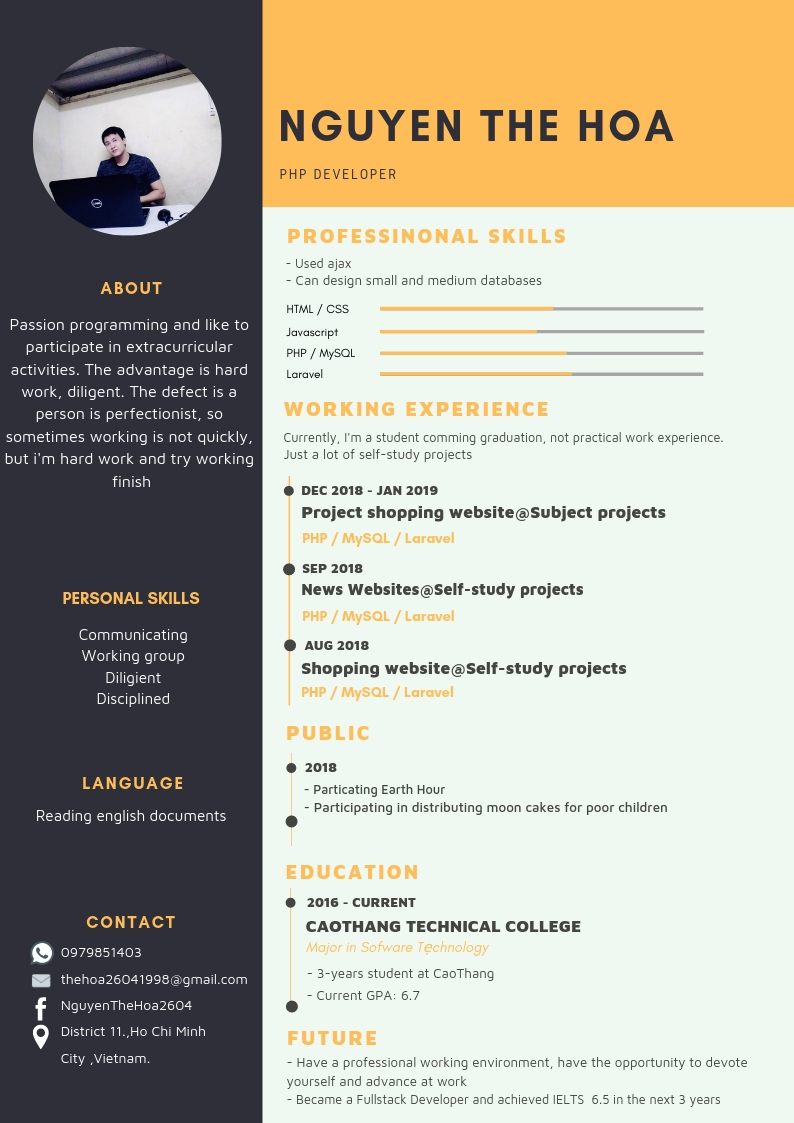 NGUYEN THE HOA
PHP DEVELOPER
ABOUT
Passion programming and like to
participate in extracurricular
activities. The advantage is hard
work, diligent. The defect is a
person is perfectionist, so
sometimes working is not quickly,
but i'm hard work and try working
finish
PERSONAL SKILLS
Communicating
Working group
Diligient
Disciplined
LANGUAGE
Reading english documents
CONTACT
0979851403
thehoa26041998@gmail.com
NguyenTheHoa2604
District 11.,Ho Chi Minh
City ,Vietnam.
PROFESSINONAL SKILLS
- Used ajax
- Can design small and medium databases
HTML / CSS
Javascript
PHP / MySQL
Laravel
WORKING EXPERIENCE
Currently, I'm a student comming graduation, not practical work experience.
Just a lot of self-study projects
DEC 2018 - JAN 2019
Project shopping website@Subject projects
PHP / MySQL / Laravel
SEP 2018
News Websites@Self-study projects
PHP / MySQL / Laravel
AUG 2018
Shopping website@Self-study projects
PHP / MySQL / Laravel
PUBLIC
2018
- Particating Earth Hour
- Participating in distributing moon cakes for poor children
EDUCATION
2016 - CURRENT
CAOTHANG TECHNICAL COLLEGE
Major in Sofware Tẹchnology
- 3-years student at CaoThang
- Current GPA: 6.7
FUTURE
- Have a professional working environment, have the opportunity to devote
yourself and advance at work
- Became a Fullstack Developer and achieved IELTS  6.5 in the next 3 years